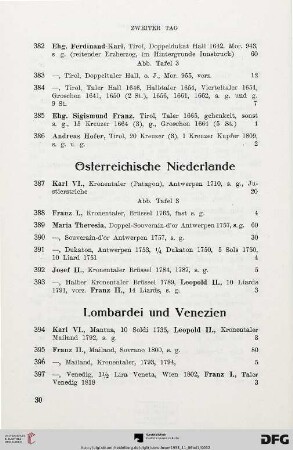 ZWEITER TAG
382 Ehg. Ferdinand-Karl, Tirol, Doppeldukat Hall 1642. Mor. 943,
s g. (reitender Erzherzog, im Hintergrunde Innsbruck) 60
Abb. Tafel 3
383 —, Tirol, Doppeltaler Hall, o. J., Mor. 965, vorz. 12
384 —, Tirol, Taler Hall 1646, Halbtaler 1654, Vierteltaler 1654,
Groschen 1641, 1650 (2 St.), 1656, 1661, 1662, s. g. und g.
9 St. 7
385 Ehg. Sigismund Franz, Tirol, Taler 1665, gehenkelt, sonst
s g., 15 Kreuzer 1664 (3), g., Groschen 1664 (5 St.) 4
386 Andreas Hofer, Tirol, 20 Kreuzer (3), 1 Kreuzer Kupfer 1809,
s. g. u. g. 2
Österreichische Niederlande
387 Karl VI., Kronentaler (Patagon), Antwerpen 1710, s. g., Ju-
stierstriche 20
Abb. Tafel 3
388 Franz I., Kronentaler, Brüssel 1765, fast s. g. 4
389 Maria Theresia, Doppel-Souverain d'or Antwerpen 1757, s.g. 60
390 —, Souverain-d'or Antwerpen 1757, s. g. 30
391 —, Dukaton, Antwerpen 1753, ¼ Dukaton 1750, 5 Sols 1750,
10 Liard 1751 4
392 Josef II., Kronentaler Brüssel 1784, 1787, s. g. 5
393 —, Halber Kronentaler Brüssel 1789, Leopold II., 10 Liards
1791, vorz. Franz II., 14 Liards, s. g. 3
Lombardei und Venezien
394 Karl VI., Mantua, 10 Soldi 1735, Leopold II., Kronentaler
Mailand 1792, s. g. 3
395 Franz II., Mailand, Sovrano 1800, s. g. 80
396 —, Mailand, Kronentaler, 1793, 1794, 5
397 —, Venedig, 1½ Lira Veneta, Wien 1802, Franz I., Taler
Venedig 1818 3
30
DFG